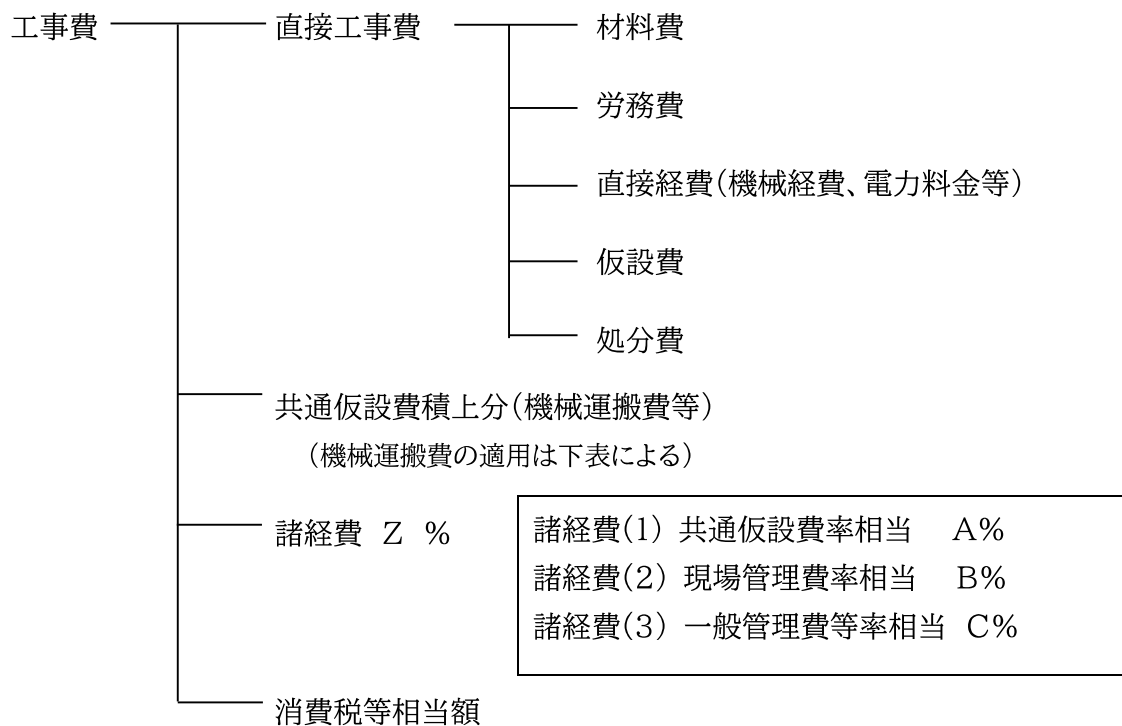 工事費 直接工事費 材料費
労務費
直接経費(機械経費、電力料金等)
仮設費
処分費
共通仮設費積上分(機械運搬費等)
(機械運搬費の適用は下表による)
諸経費 Z %
諸経費(1) 共通仮設費率相当 A%
諸経費(2) 現場管理費率相当 B%
諸経費(3) 一般管理費等率相当 C%
消費税等相当額